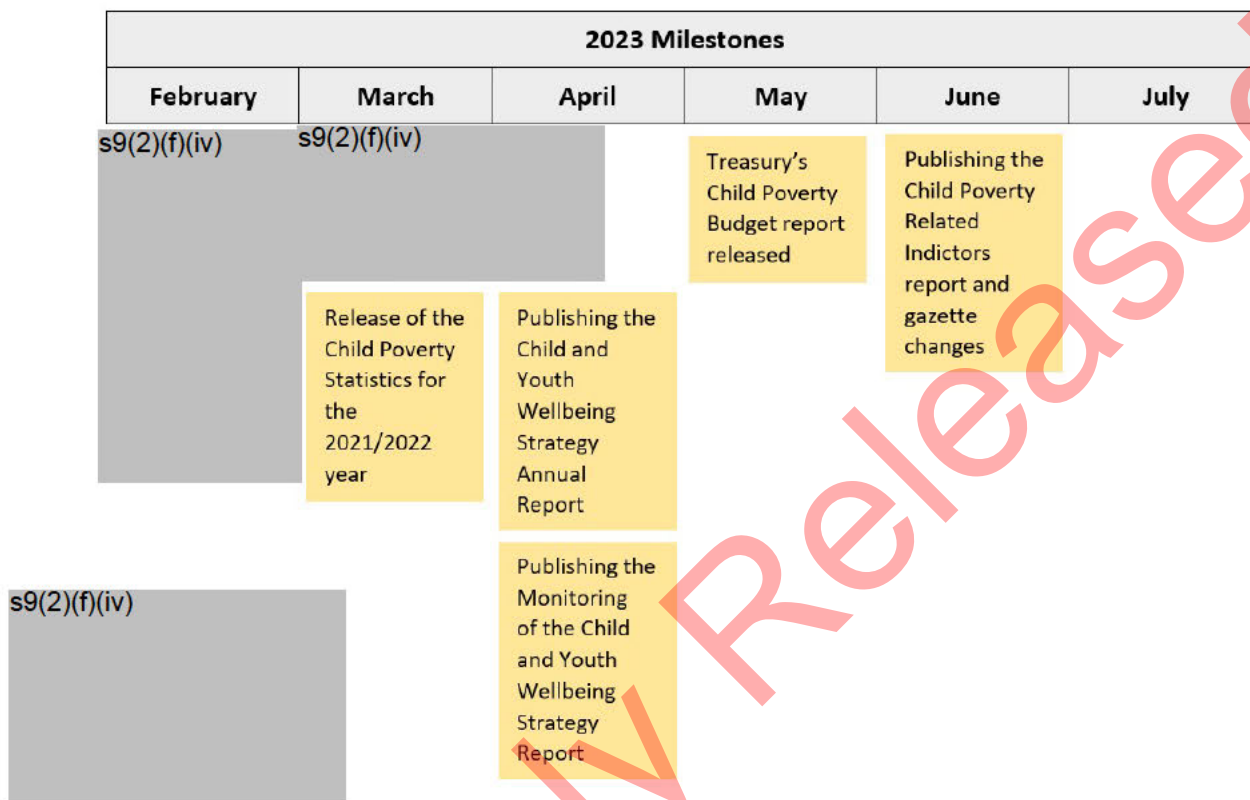 2023 Milestones
February March April May June July
s9(2)(f)(iv)
s9(2)(f)(iv)
Release of the
Child Poverty
Statistics for
the
2021/2022
year
Publishing the
Child and
Youth
Wellbeing
Strategy
Annual
Report
Publishing the
Monitoring
of the Child
and Youth
Wellbeing
Strategy
Report
Treasury's
Child Poverty
Budget report
released
Publishing the
Child Poverty
Related
Indictors
report and
gazette
changes
s9(2)(f)(iv)
Released